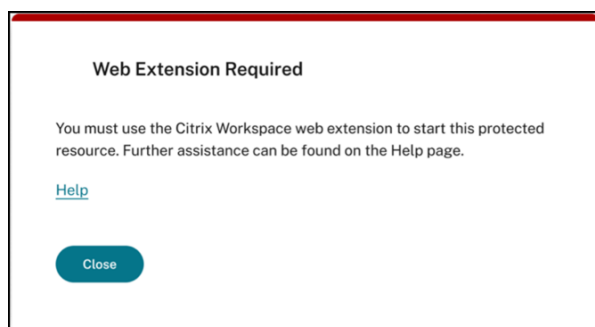 Web Extension Required
You must use the Citrix Workspace web extension to start this protected
resource. Further assistance can be found on the Help page.
Help
Close